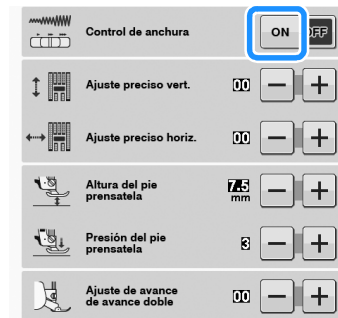 Control de anchura
ON
OFF
Ajuste preciso vert.
00
Ajuste preciso horiz.
00
Altura del pie
prensatela
7.5
mm
Presión del pie
prensatela
3
Ajuste de avance
de avance doble
00